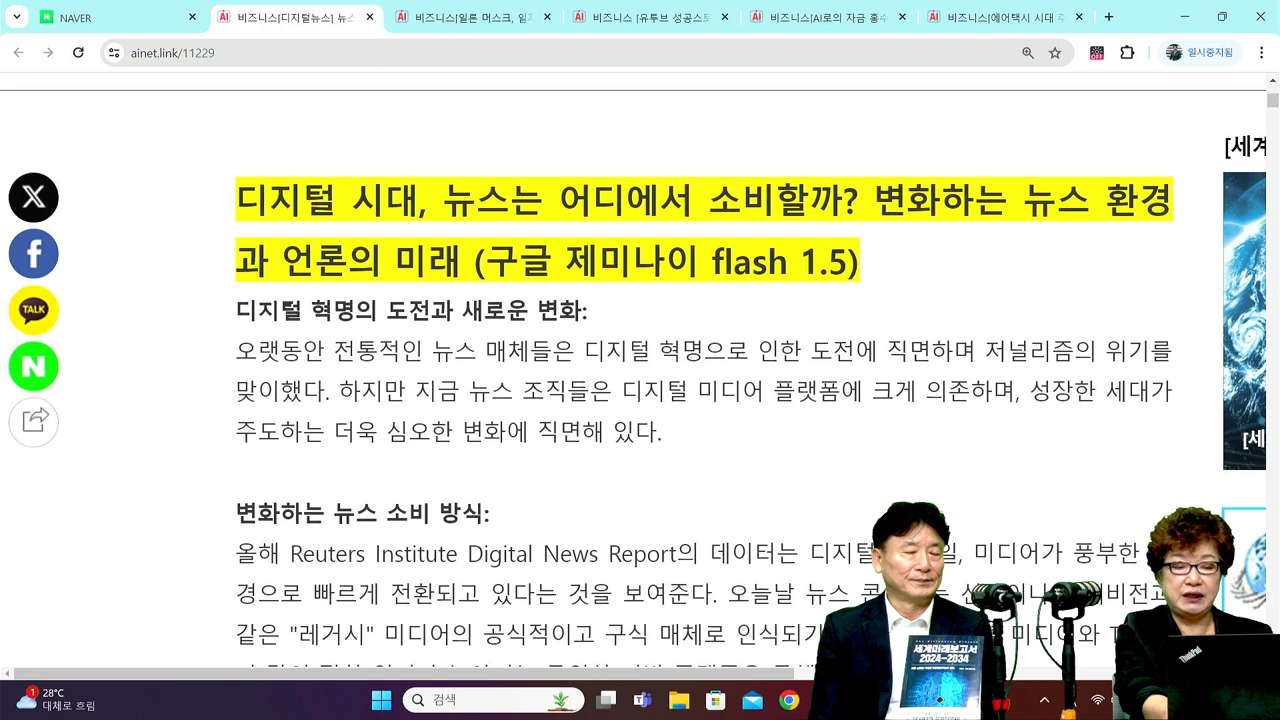 NAVER
비즈니스[디지털뉴스] 뉴스
비즈니스[일론 머스크, 일자
비즈니스 [유투브 성공스토
비즈니스[AI로의 자금 홍수
비즈니스[에어택시 시대
ainet.link/11229
OFF
일시중지됨
[세계
디지털 시대, 뉴스는 어디에서 소비할까? 변화하는 뉴스 환경
과 언론의 미래 (구글 제미나이 flash 1.5)
디지털 혁명의 도전과 새로운 변화:
오랫동안 전통적인 뉴스 매체들은 디지털 혁명으로 인한 도전에 직면하며 저널리즘의 위기를
맞이했다. 하지만 지금 뉴스 조직들은 디지털 미디어 플랫폼에 크게 의존하며, 성장한 세대가
주도하는 더욱 심오한 변화에 직면해 있다.
TALK
[세
변화하는 뉴스 소비 방식:
올해 Reuters Institute Digital News Report의 데이터는 디지털 미디어가 풍부한
경으로 빠르게 전환되고 있다는 것을 보여준다. 오늘날 뉴스
같은 "레거시" 미디어의 공식적이고 구식 매체로 인식되기 미디어와
세계미래보고서
2024-2034
ThinkPad
1
28°C
대체로 흐림
검색